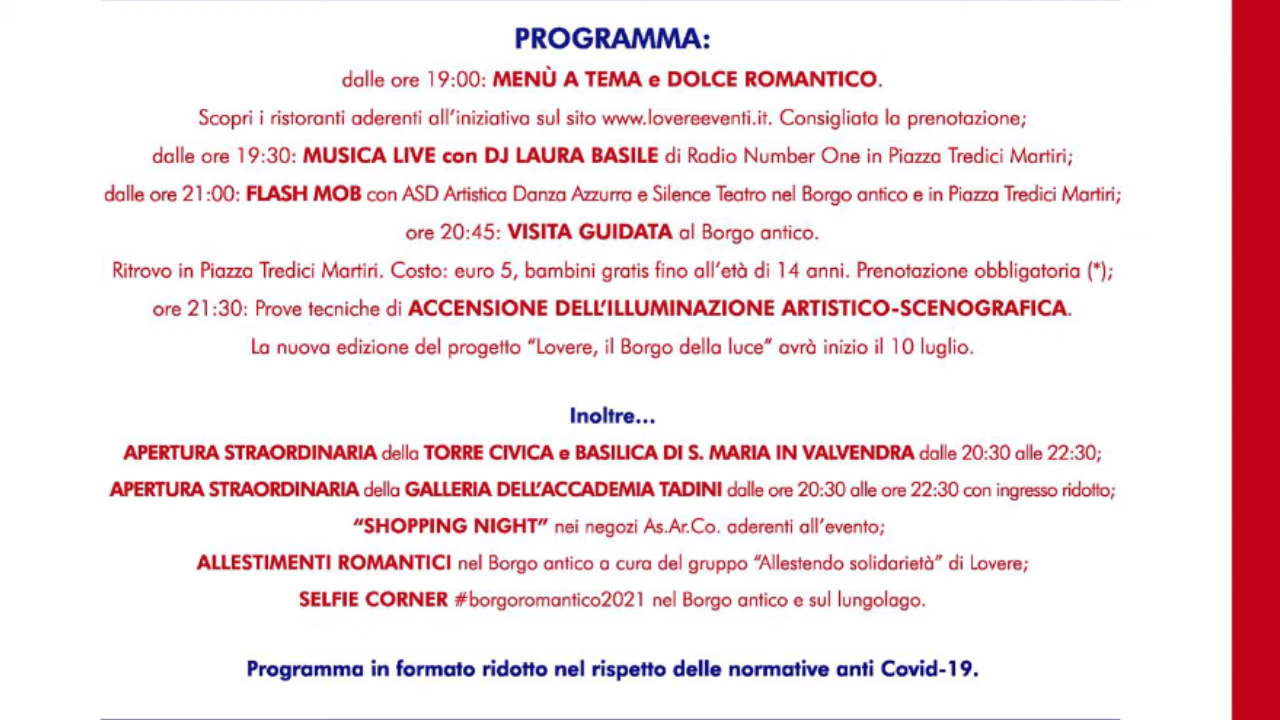 PROGRAMMA:
dalle ore 19:00: MENÙ A TEMA e DOLCE ROMANTICO.
Scopri i ristoranti aderenti all'iniziativa sul sito www.lovereeventi.it. Consigliata la prenotazione;
dalle ore 19:30: MUSICA LIVE con DJ LAURA BASILE di Radio Number One in Piazza Tredici Martiri;
dalle ore 21:00: FLASH MOB con ASD Artistica Danza Azzurra e Silence Teatro nel Borgo antico e in Piazza Tredici Martiri;
ore 20:45: VISITA GUIDATA al Borgo antico.
Ritrovo in Piazza Tredici Martiri. Costo: euro 5, bambini gratis fino all'età di 14 anni. Prenotazione obbligatoria (*);
ore 21:30: Prove tecniche di ACCENSIONE DELL'ILLUMINAZIONE ARTISTICO-SCENOGRAFICA.
La nuova edizione del progetto "Lovere, il Borgo della luce" avrà inizio il 10 luglio.
Inoltre...
APERTURA STRAORDINARIA della TORRE CIVICA e BASILICA DI S. MARIA IN VALVENDRA dalle 20:30 alle 22:30;
APERTURA STRAORDINARIA della GALLERIA DELL'ACCADEMIA TADINI dalle ore 20:30 alle ore 22:30 con ingresso ridotto;
"SHOPPING NIGHT" nei negozi As.Ar.Co. aderenti all'evento;
ALLESTIMENTI ROMANTICI nel Borgo antico a cura del gruppo "Allestendo solidarietà" di Lovere;
SELFIE CORNER #borgoromantico2021 nel Borgo antico e sul lungolago.
Programma in formato ridotto nel rispetto delle normative anti Covid-19.